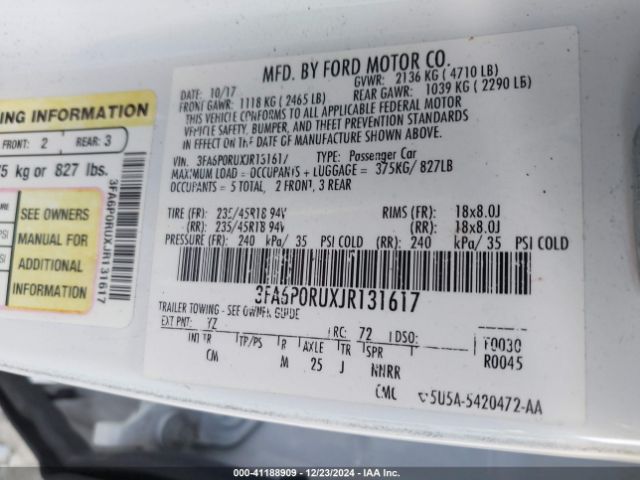 MFD. BY FORD MOTOR CO.
DATE: 10/17 GVWR: 2136 KG ( 4710 LB)
FRONT GAWR: 1118 KG ( 2465 LB) REAR GAWR: 1039 KG ( 2290 LB)
THIS VEHICLE CONFORMS TO ALL APPLICABLE FEDERAL MOTOR
VEHICLE SAFETY, BUMPER, AND THEFT PREVENTION STANDARDS
IN EFFECT ON THE DATE OF MANUFACTURE SHOWN ABOVE.
VIN: 3FA6P0RUXJR131617 TYPE: Passenger Car
MAXIMUM LOAD = OCCUPANTS + LUGGAGE = 375KG/ 827LB
OCCUPANTS = 5 TOTAL, 2 FRONT, 3 REAR
TIRE (FR): 235/45R18 94V RIMS (FR): 18x8.0J
(RR): 235/45R18 94V (RR): 18x8.0J
PRESSURE (FR): 240 kPa/ 35 PSI COLD (RR): 240 kPa/ 35 PSI COLD
3FA6P0RUXJR131617
TRAILER TOWING - SEE OWNER GUIDE
EXT PNT: YZ RC: 72 DSO:
INT TR TP/PS R AXLE TR SPR F0030
CM M 25 J NNRR R0045
CMC 5U5A-5420472-AA
ING INFORMATION
FRONT: 2 REAR: 3
75 kg or 827 lbs.
SEE OWNERS
MANUAL FOR
ADDITIONAL
INFORMATION
3FA6P0RUXJR131617
000-41188909 - 12/23/2024 - IAA Inc.